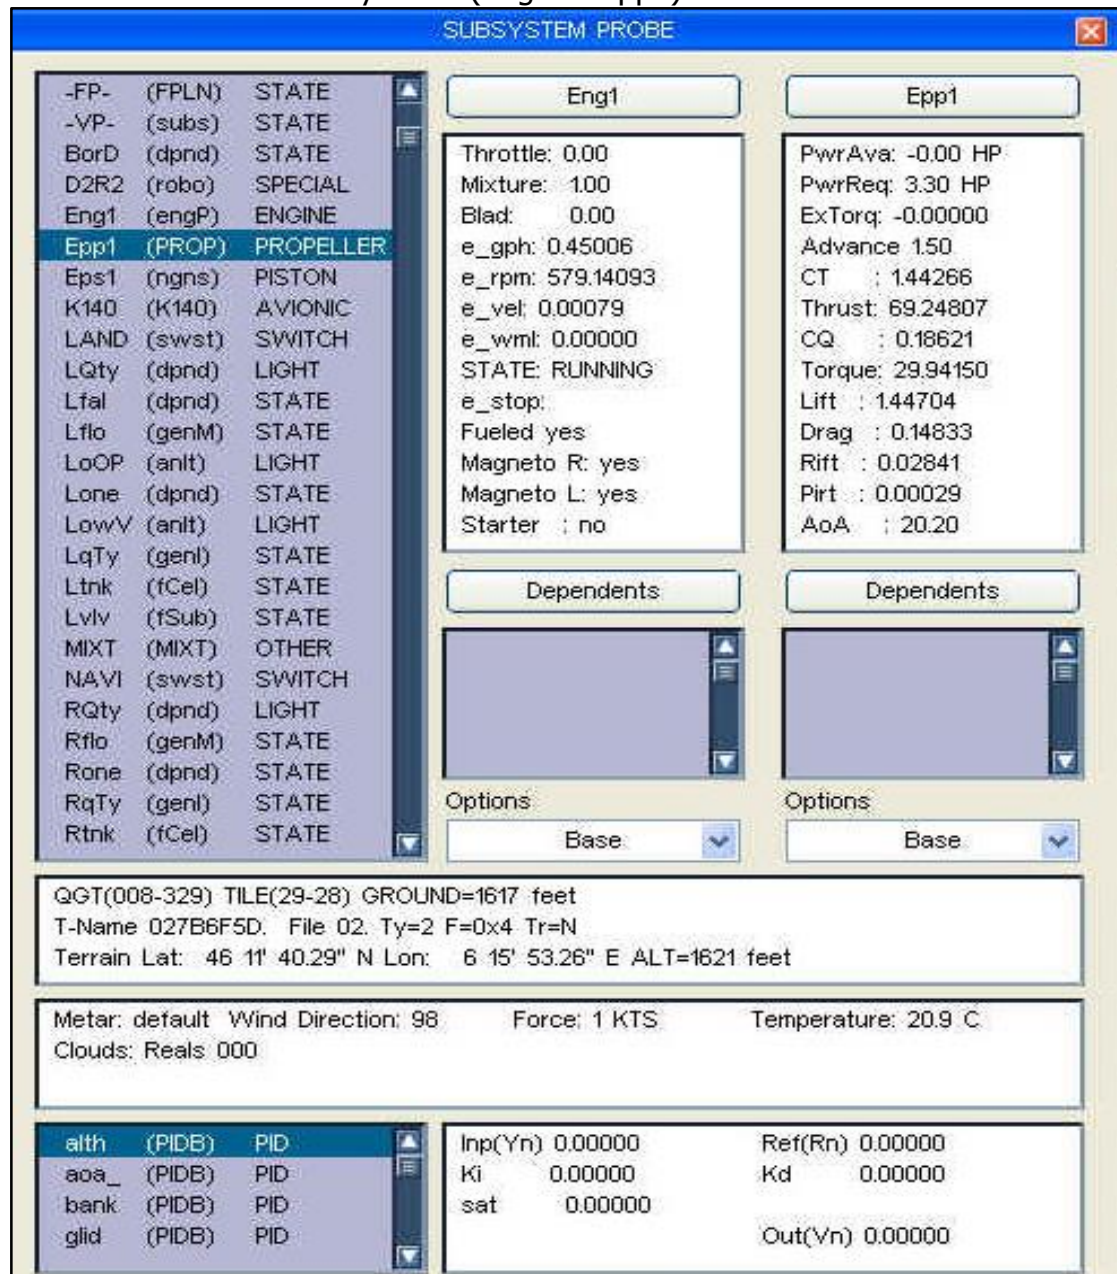 SUBSYSTEM PROBE
-FP- (FPLN) STATE
-VP- (subs) STATE
BorD (dpnd) STATE
D2R2 (robo) SPECIAL
Eng1 (engP) ENGINE
Epp1 (PROP) PROPELLER
Eps1 (ngns) PISTON
K140 (K140) AVIONIC
LAND (swst) SWITCH
LQty (dpnd) LIGHT
Lfal (dpnd) STATE
Lflo (genM) STATE
LoOP (anlt) LIGHT
Lone (dpnd) STATE
LowV (anlt) LIGHT
LqTy (genI) STATE
Ltnk (fCel) STATE
Lvlv (fSub) STATE
MIXT (MIXT) OTHER
NAVI (swst) SWITCH
RQty (dpnd) LIGHT
Rflo (genM) STATE
Rone (dpnd) STATE
RqTy (genI) STATE
Rtnk (fCel) STATE
Eng1
Throttle: 0.00
Mixture: 1.00
Blad: 0.00
e_gph: 0.45006
e_rpm: 579.14093
e_vel: 0.00079
e_wml: 0.00000
STATE: RUNNING
e_stop:
Fueled yes
Magneto R: yes
Magneto L: yes
Starter : no
Dependents
Options
Base
Epp1
PwrAva: -0.00 HP
PwrReq: 3.30 HP
ExTorq: -0.00000
Advance 1.50
CT : 1.44266
Thrust: 69.24807
CQ : 0.18621
Torque: 29.94150
Lift : 1.44704
Drag : 0.14833
Rift : 0.02841
Pirt : 0.00029
AoA : 20.20
Dependents
Options
Base
QGT(008-329) TILE(29-28) GROUND=1617 feet
T-Name 027B6F5D. File 02. Ty=2 F=0x4 Tr=N
Terrain Lat: 46 11' 40.29" N Lon: 6 15' 53.26" E ALT=1621 feet
Metar: default Wind Direction: 98 Force: 1 KTS Temperature: 20.9 C
Clouds: Reals 000
alth (PIDB) PID
aoa_ (PIDB) PID
bank (PIDB) PID
glid (PIDB) PID
Inp(Yn) 0.00000 Ref(Rn) 0.00000
Ki 0.00000 Kd 0.00000
sat 0.00000
Out(Vn) 0.00000